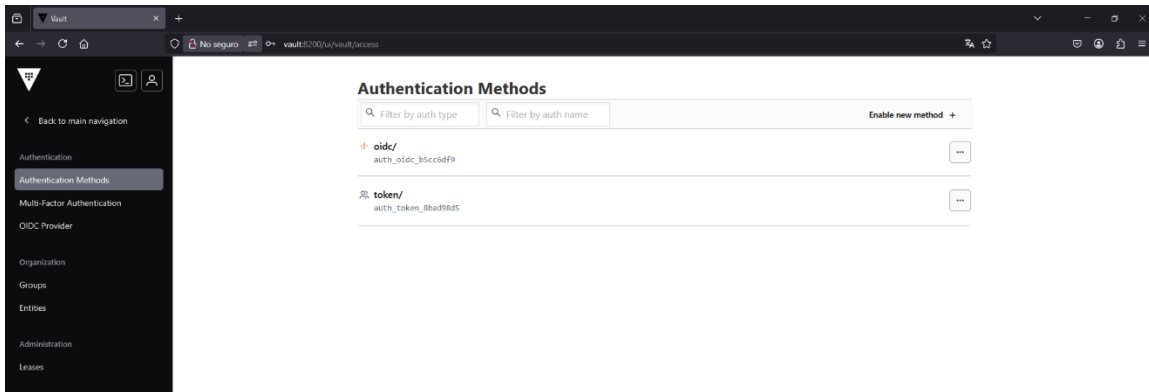 Vault
No seguro vault:8200/ui/vault/access
Back to main navigation
Authentication
Authentication Methods
Multi-Factor Authentication
OIDC Provider
Organization
Groups
Entities
Administration
Leases
Authentication Methods
Filter by auth type Filter by auth name Enable new method +
oidc/
auth_oidc_b5cc6df9
token/
auth_token_8bad98d5